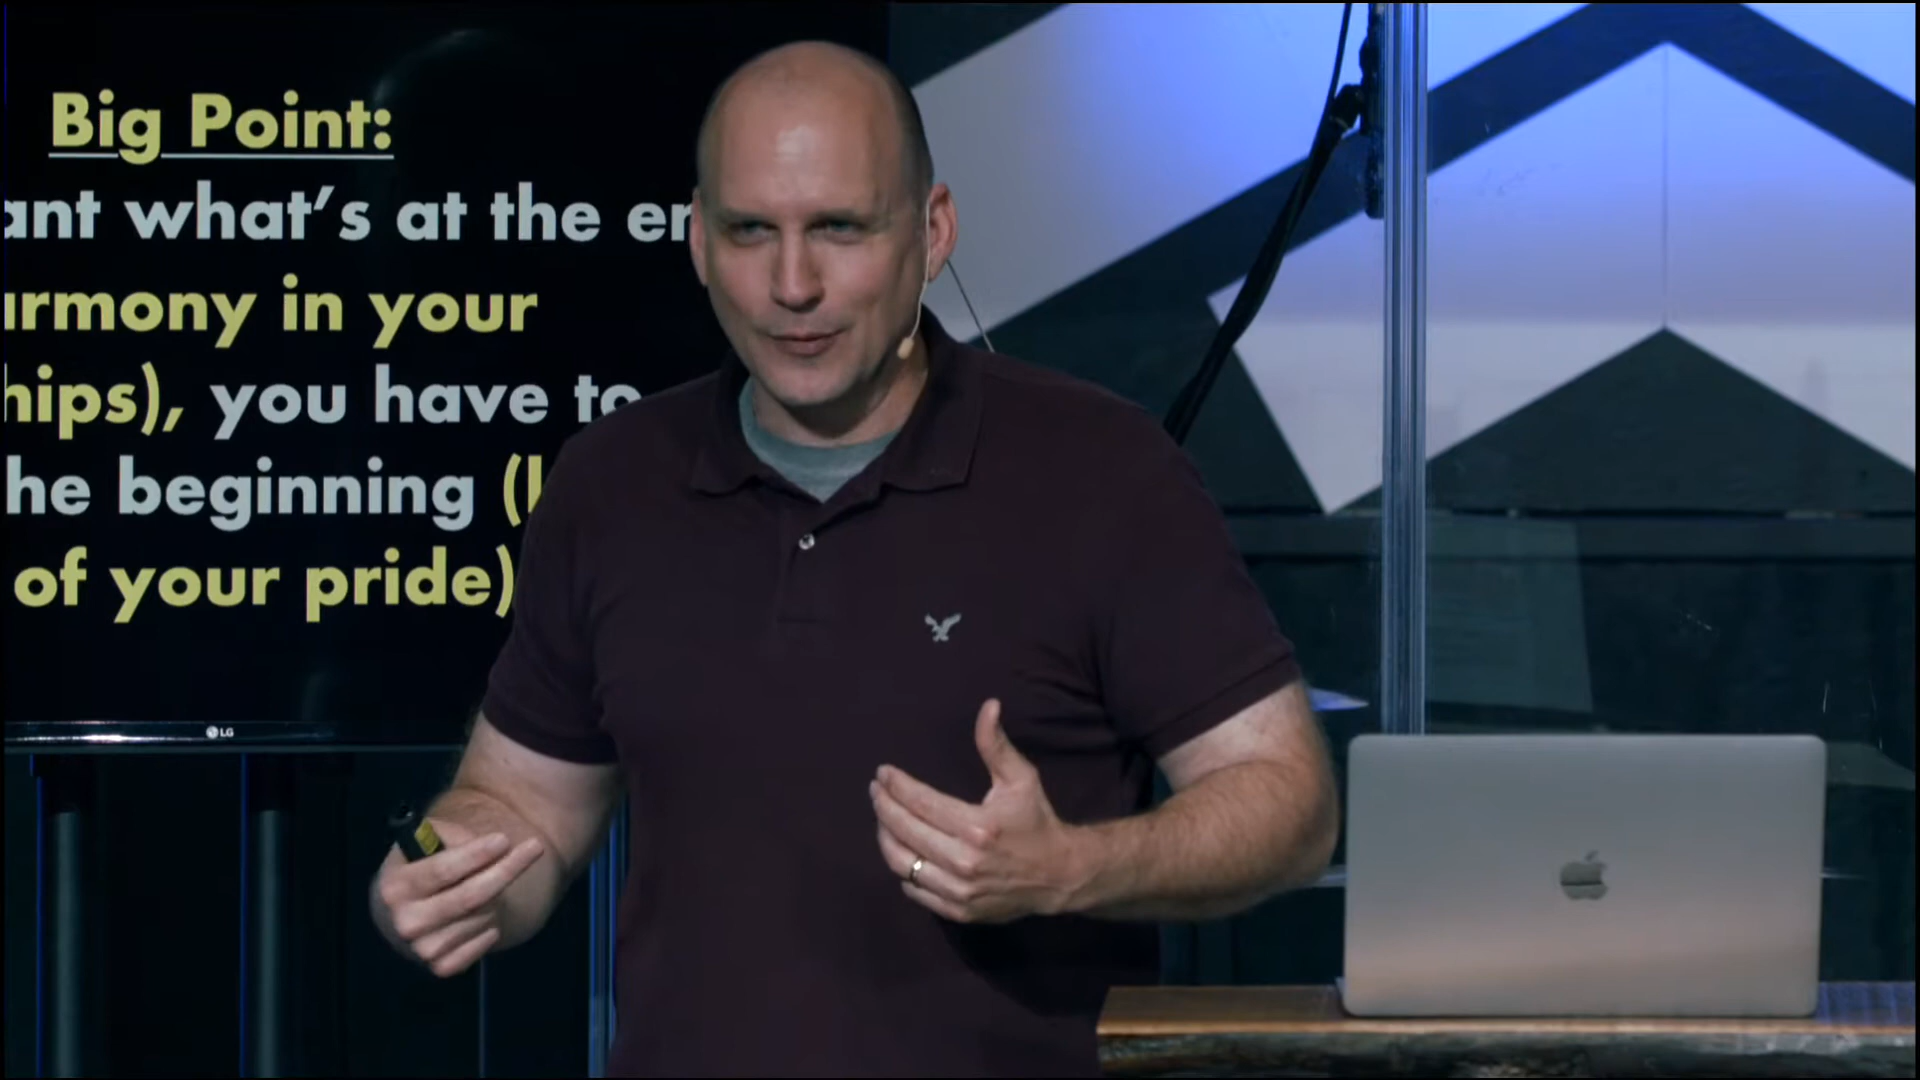 Big Point:
ant what's at the en
armony in your
hips), you have to
he beginning (l
of your pride)
LG